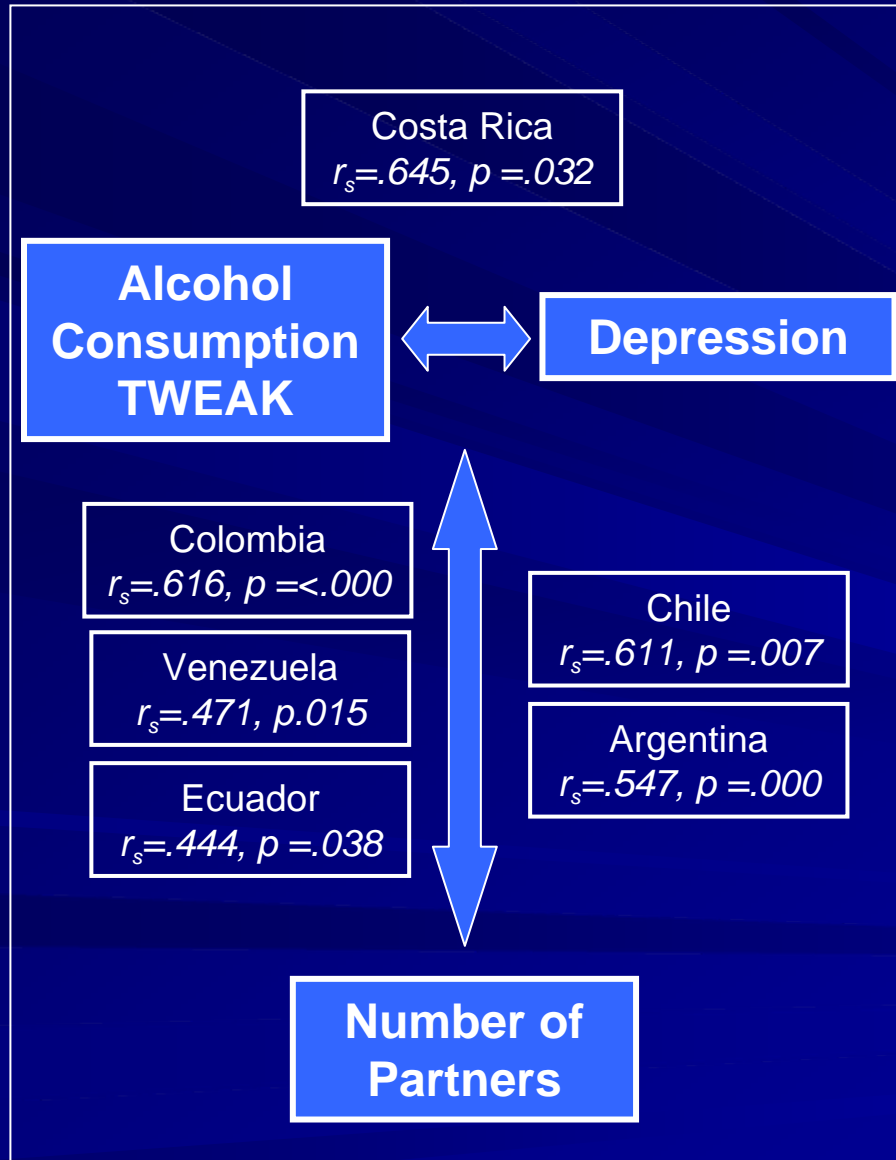 Costa Rica
rs=.645, p =.032
Alcohol
Consumption
TWEAK
Depression
Colombia
rs=.616, p =<.000
Venezuela
rs=.471, p.015
Ecuador
rs=.444, p =.038
Chile
rs=.611, p =.007
Argentina
rs=.547, p =.000
Number of
Partners